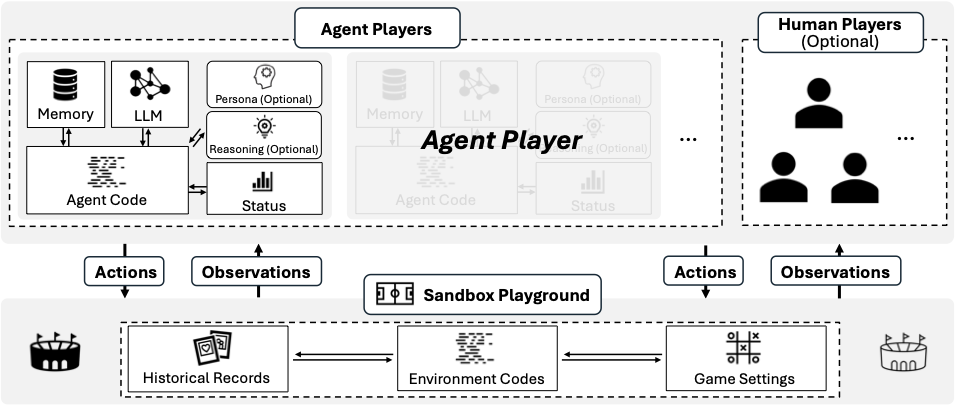 Agent Players
Human Players
(Optional)
Memory
LLM
Persona (Optional)
Reasoning (Optional)
Agent Code
Status
Memory
LLM
Persona (Optional)
Agent Player
(Optional)
Agent Code
Status
...
...
Actions
Observations
Actions
Observations
Sandbox Playground
Historical Records
Environment Codes
Game Settings